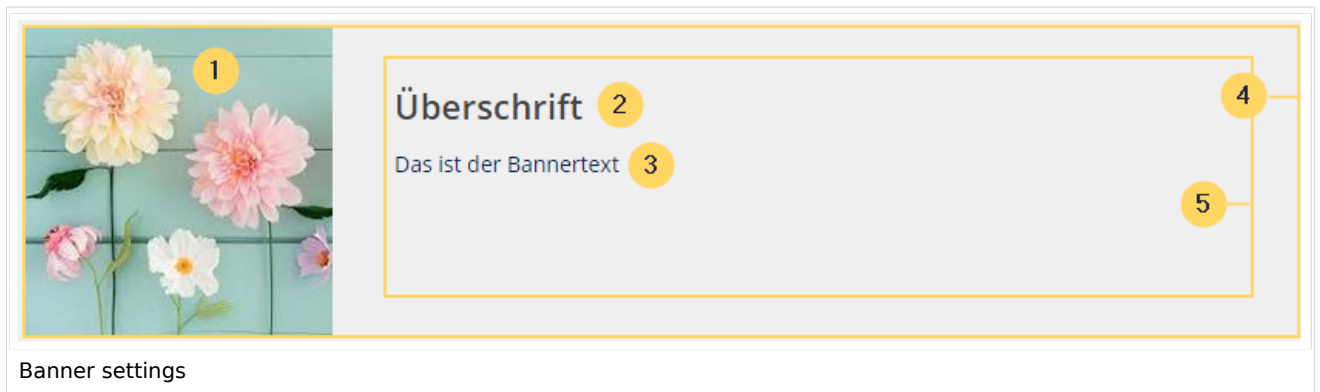 1
Überschrift 2
4
Das ist der Bannertext 3
5
Banner settings